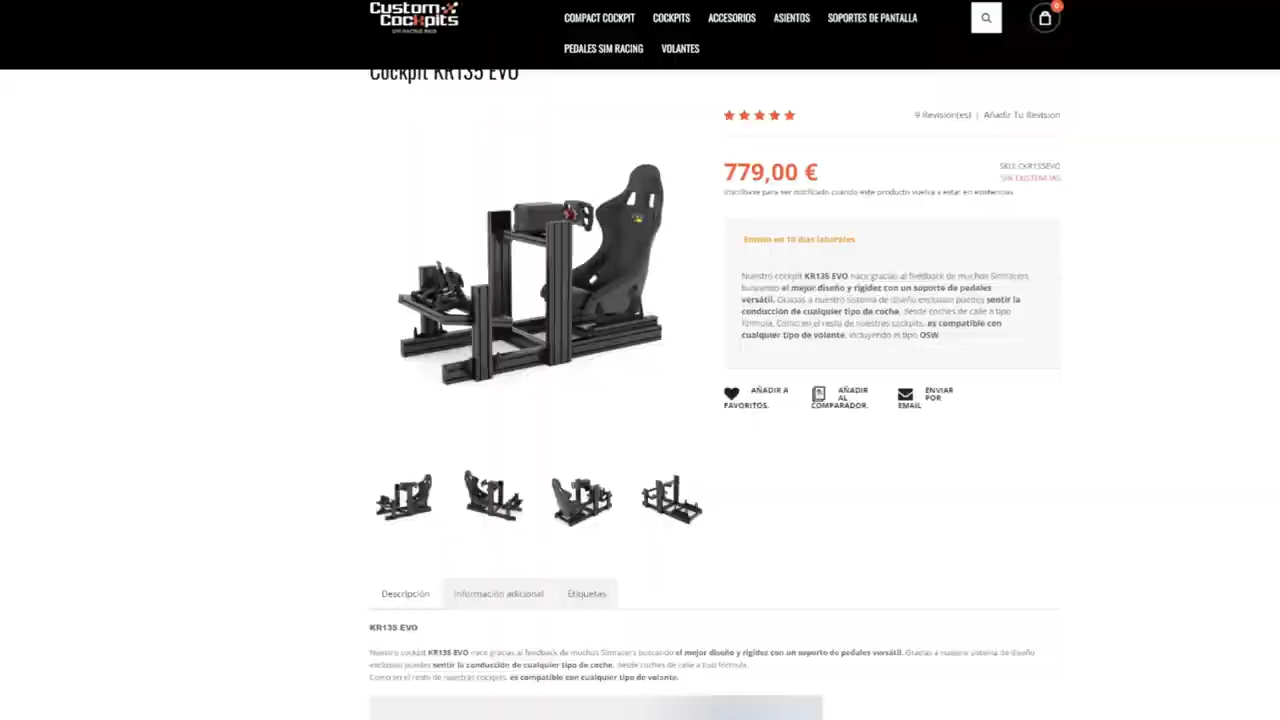 Custom
Cockpits
SIM RACING RIGS
COMPACT COCKPIT
COCKPITS
ACCESORIOS
ASIENTOS
SOPORTES DE PANTALLA
0
PEDALES SIM RACING
VOLANTES
Cockpit KR135 EVO
9 Revisión(es) | Añadir Tu Revisión
779,00 €
SKU: CKR135EVO
SIN EXISTENCIAS
Inscribase para ser notificado cuando este producto vuelva a estar en existencias
Envíos en 10 días laborales
Nuestro cockpit KR135 EVO nace gracias al feedback de muchos Simracers
buscando el mejor diseño y rigidez con un soporte de pedales
versátil. Gracias a nuestro sistema de diseño exclusivo puedes sentir la
conducción de cualquier tipo de coche, desde coches de calle a tipo
fórmula. Como en el resto de nuestras cockpits, es compatible con
cualquier tipo de volante, incluyendo el tipo OSW.
AÑADIR A
FAVORITOS.
AÑADIR
AL
COMPARADOR.
ENVIAR
POR
EMAIL
Descripción
Información adicional
Etiquetas
KR135 EVO
Nuestro cockpit KR135 EVO nace gracias al feedback de muchos Simracers buscando el mejor diseño y rigidez con un soporte de pedales versátil. Gracias a nuestro sistema de diseño
exclusivo puedes sentir la conducción de cualquier tipo de coche, desde coches de calle a tipo fórmula.
Como en el resto de nuestras cockpits, es compatible con cualquier tipo de volante.